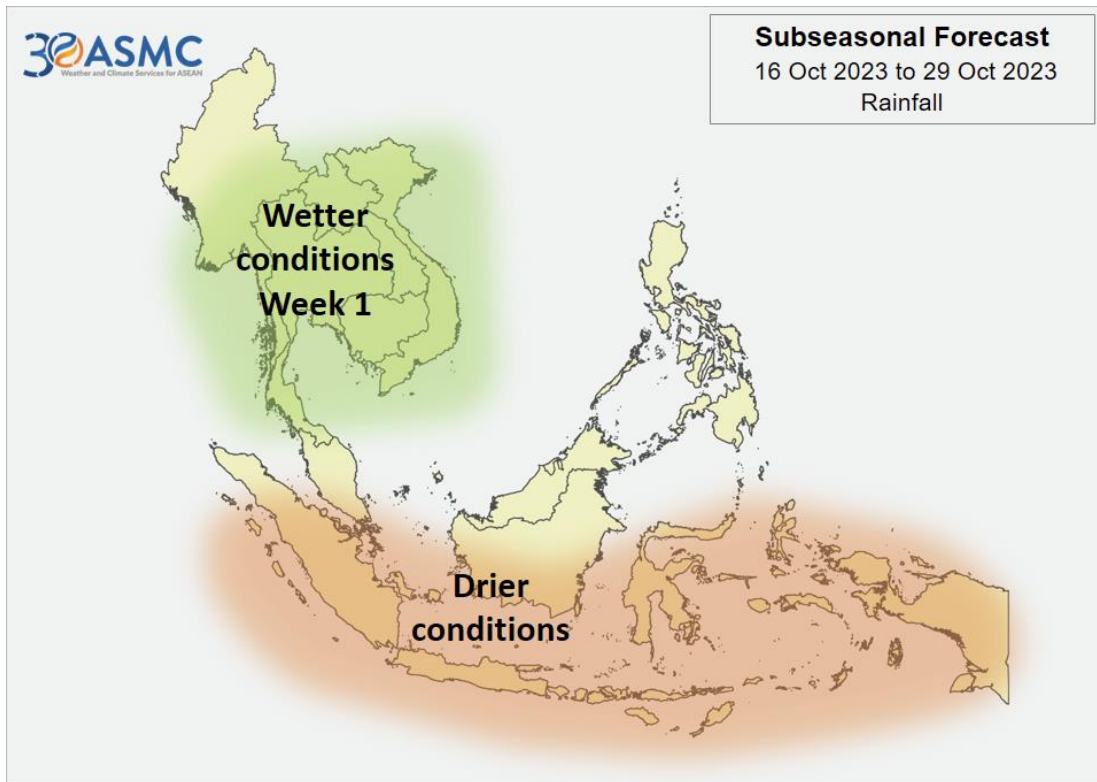 30ASMC
Weather and Climate Services for ASEAN
Subseasonal Forecast
16 Oct 2023 to 29 Oct 2023
Rainfall
Wetter
conditions
Week 1
Drier
conditions